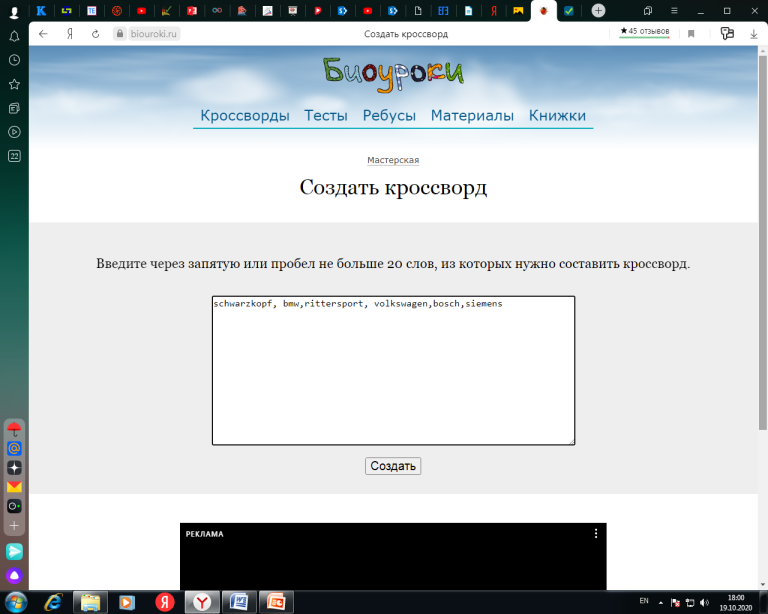 biouroki.ru
Создать кроссворд
★45 отзывов
Биоуроки
Кроссворды Тесты Ребусы Материалы Книжки
Мастерская
Создать кроссворд
Введите через запятую или пробел не больше 20 слов, из которых нужно составить кроссворд.
schwarzkopf, bmw,rittersport, volkswagen,bosch,siemens
Создать
РЕКЛАМА
22
EN
18:00
19.10.2020